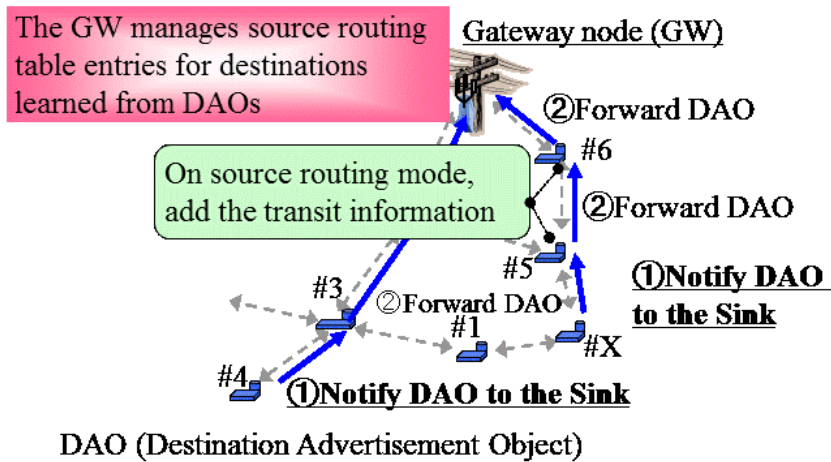 The GW manages source routing
table entries for destinations
learned from DAOs
Gateway node (GW)
②Forward DAO
#6
On source routing mode,
add the transit information
②Forward DAO
#5
①Notify DAO
to the Sink
#3
②Forward DAO
#1
#X
#4
①Notify DAO to the Sink
DAO (Destination Advertisement Object)